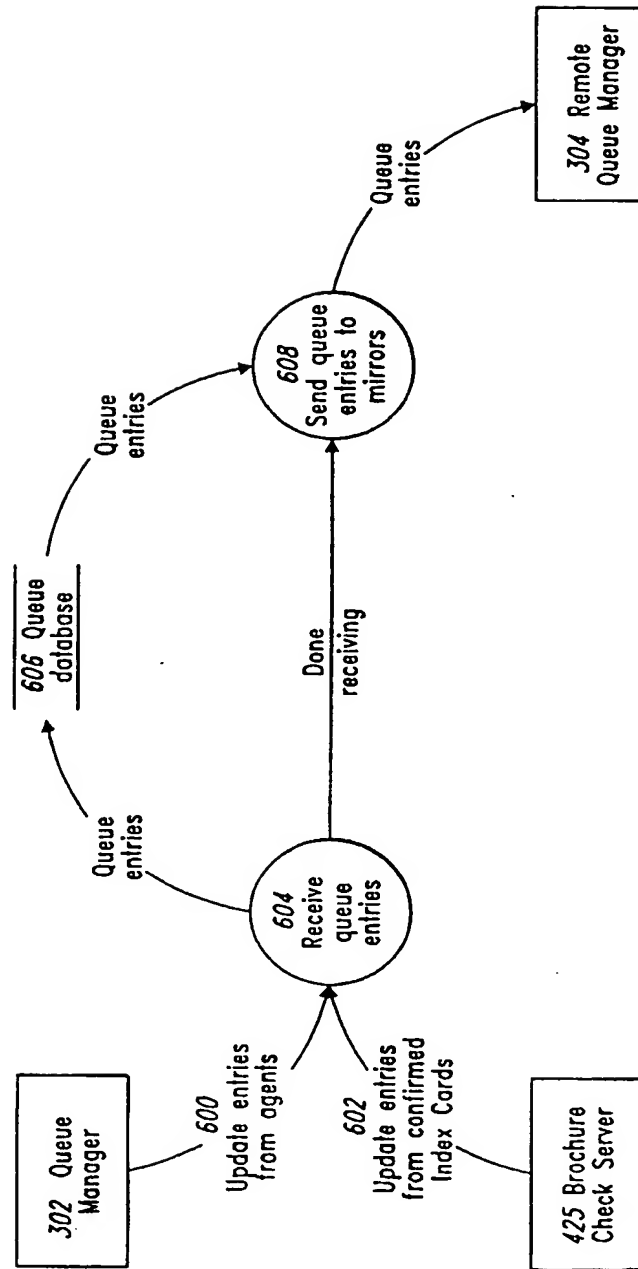 302 Queue
Manager
600
Update entries
from agents
602
Update entries
from confirmed
Index Cards
425 Brochure
Check Server
604
Receive
queue
entries
Queue
entries
606 Queue
database
Done
receiving
Queue
entries
608
Send queue
entries to
mirrors
Queue
entries
304 Remote
Queue Manager